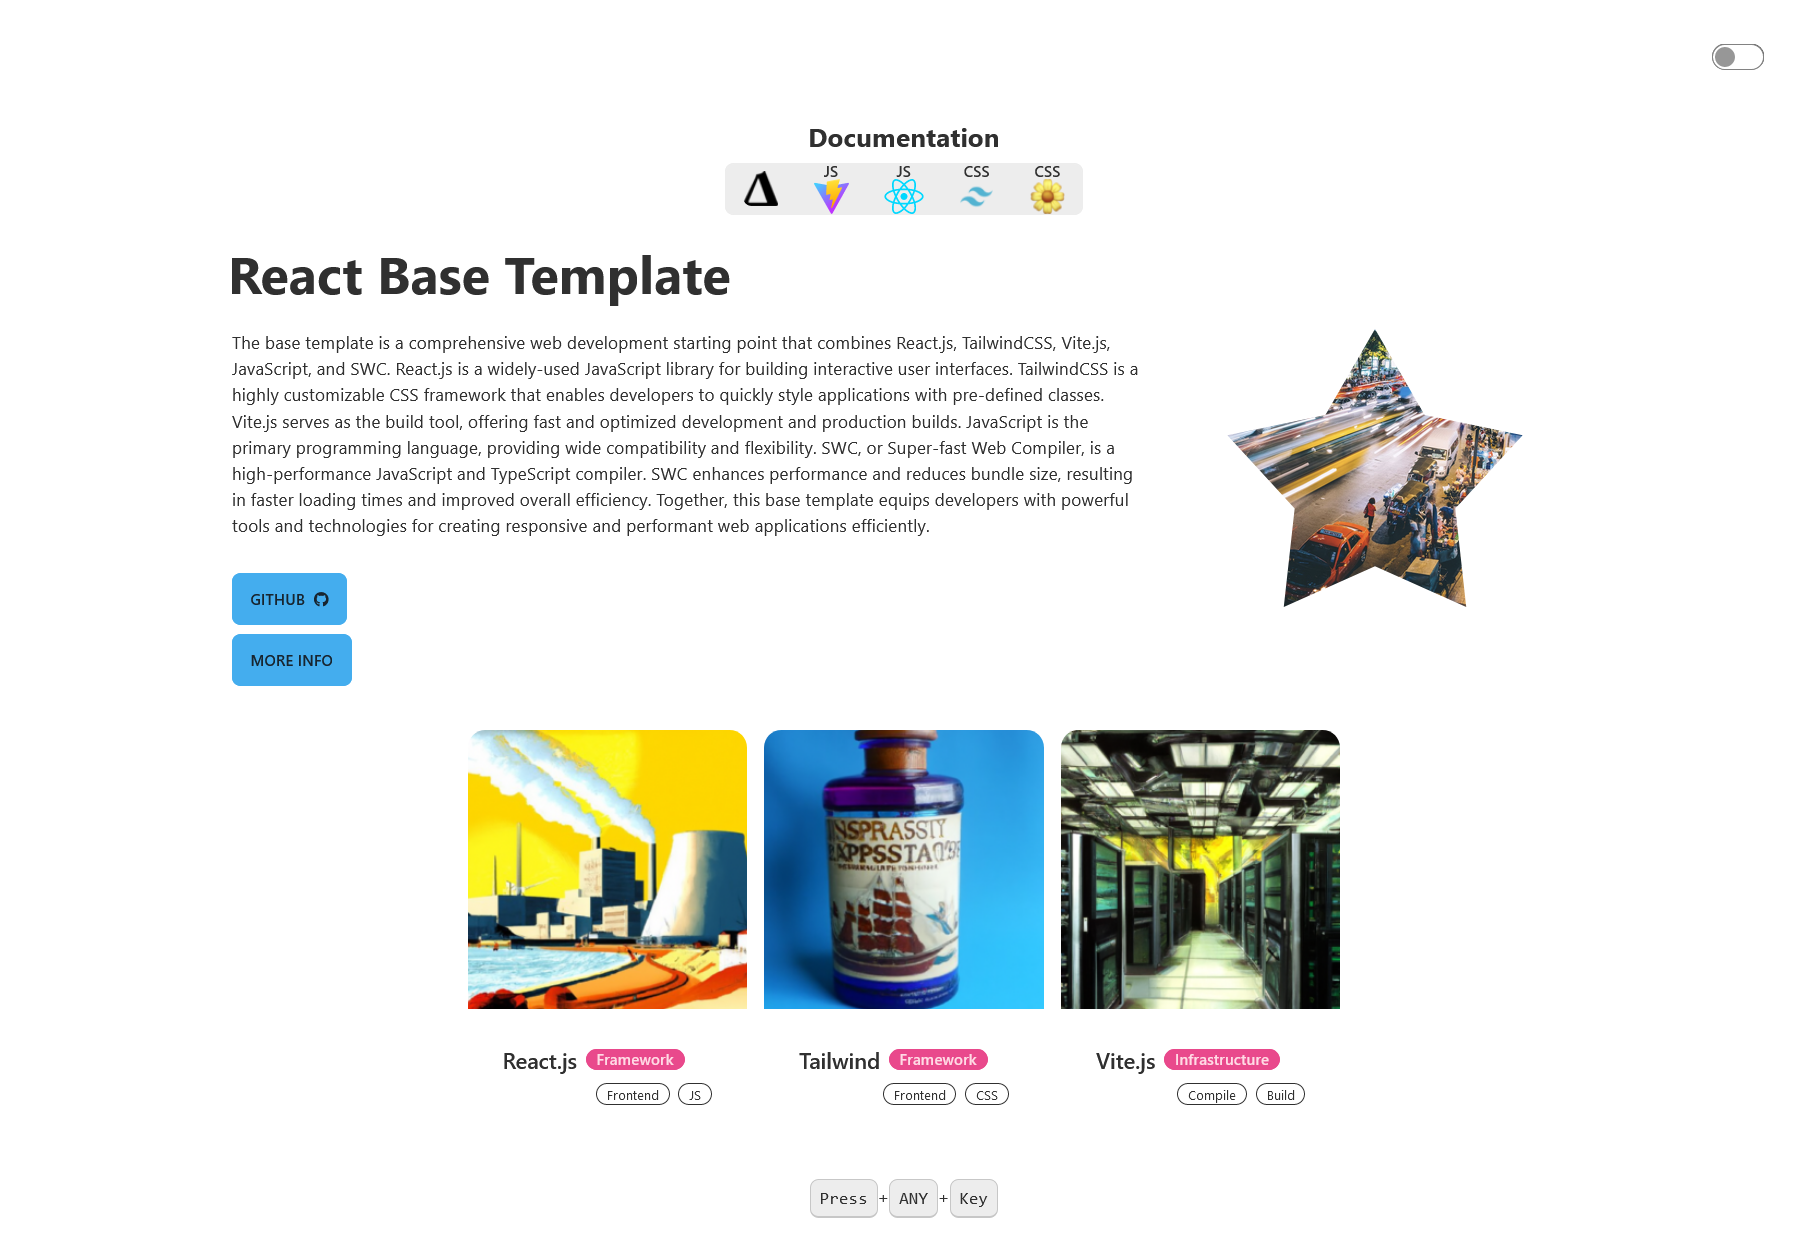 Documentation
JS JS CSS CSS
React Base Template
The base template is a comprehensive web development starting point that combines React.js, TailwindCSS, Vite.js,
JavaScript, and SWC. React.js is a widely-used JavaScript library for building interactive user interfaces. TailwindCSS is a
highly customizable CSS framework that enables developers to quickly style applications with pre-defined classes.
Vite.js serves as the build tool, offering fast and optimized development and production builds. JavaScript is the
primary programming language, providing wide compatibility and flexibility. SWC, or Super-fast Web Compiler, is a
high-performance JavaScript and TypeScript compiler. SWC enhances performance and reduces bundle size, resulting
in faster loading times and improved overall efficiency. Together, this base template equips developers with powerful
tools and technologies for creating responsive and performant web applications efficiently.
GITHUB
MORE INFO
INSPRASSTY
React.js Framework
Frontend JS
Tailwind Framework
Frontend CSS
Vite.js Infrastructure
Compile Build
Press+ANY+Key